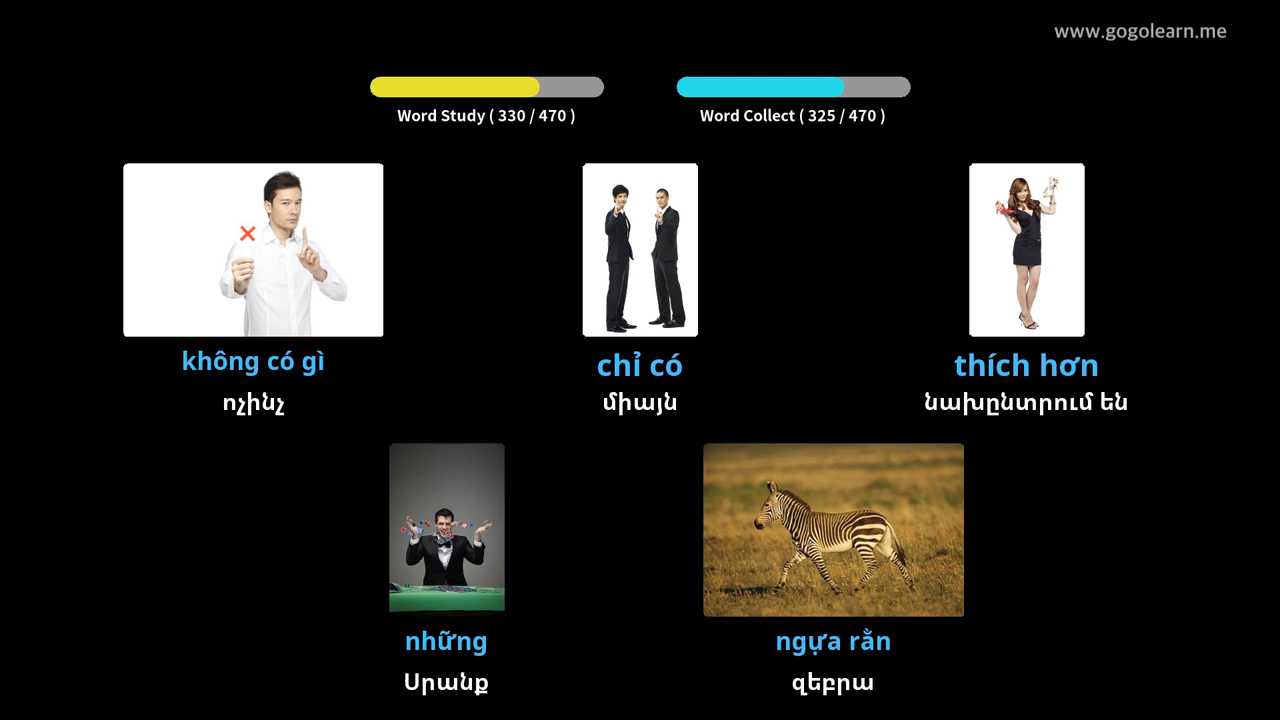 www.gogolearn.me
Word Study ( 330 / 470 )
Word Collect ( 325 / 470 )
không có gì
ոչինչ
chỉ có
միայն
thích hơn
նախընտրում են
những
Սրանք
ngựa rằn
զեբրա